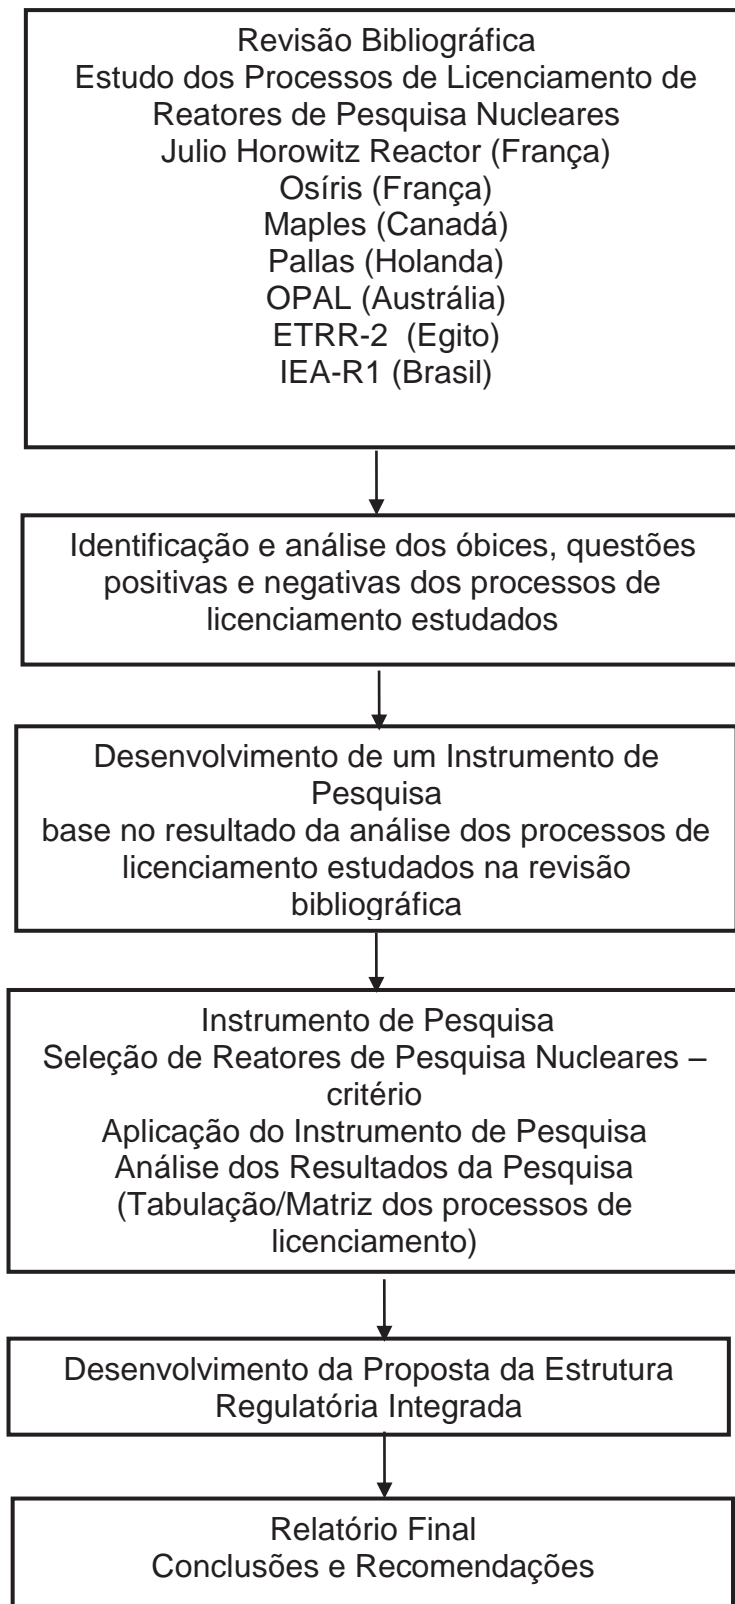 Revisão Bibliográfica
Estudo dos Processos de Licenciamento de
Reatores de Pesquisa Nucleares
Julio Horowitz Reactor (França)
Osíris (França)
Maples (Canadá)
Pallas (Holanda)
OPAL (Austrália)
ETRR-2 (Egito)
IEA-R1 (Brasil)
Identificação e análise dos óbices, questões
positivas e negativas dos processos de
licenciamento estudados
Desenvolvimento de um Instrumento de
Pesquisa
base no resultado da análise dos processos de
licenciamento estudados na revisão
bibliográfica
Instrumento de Pesquisa
Seleção de Reatores de Pesquisa Nucleares –
critério
Aplicação do Instrumento de Pesquisa
Análise dos Resultados da Pesquisa
(Tabulação/Matriz dos processos de
licenciamento)
Desenvolvimento da Proposta da Estrutura
Regulatória Integrada
Relatório Final
Conclusões e Recomendações